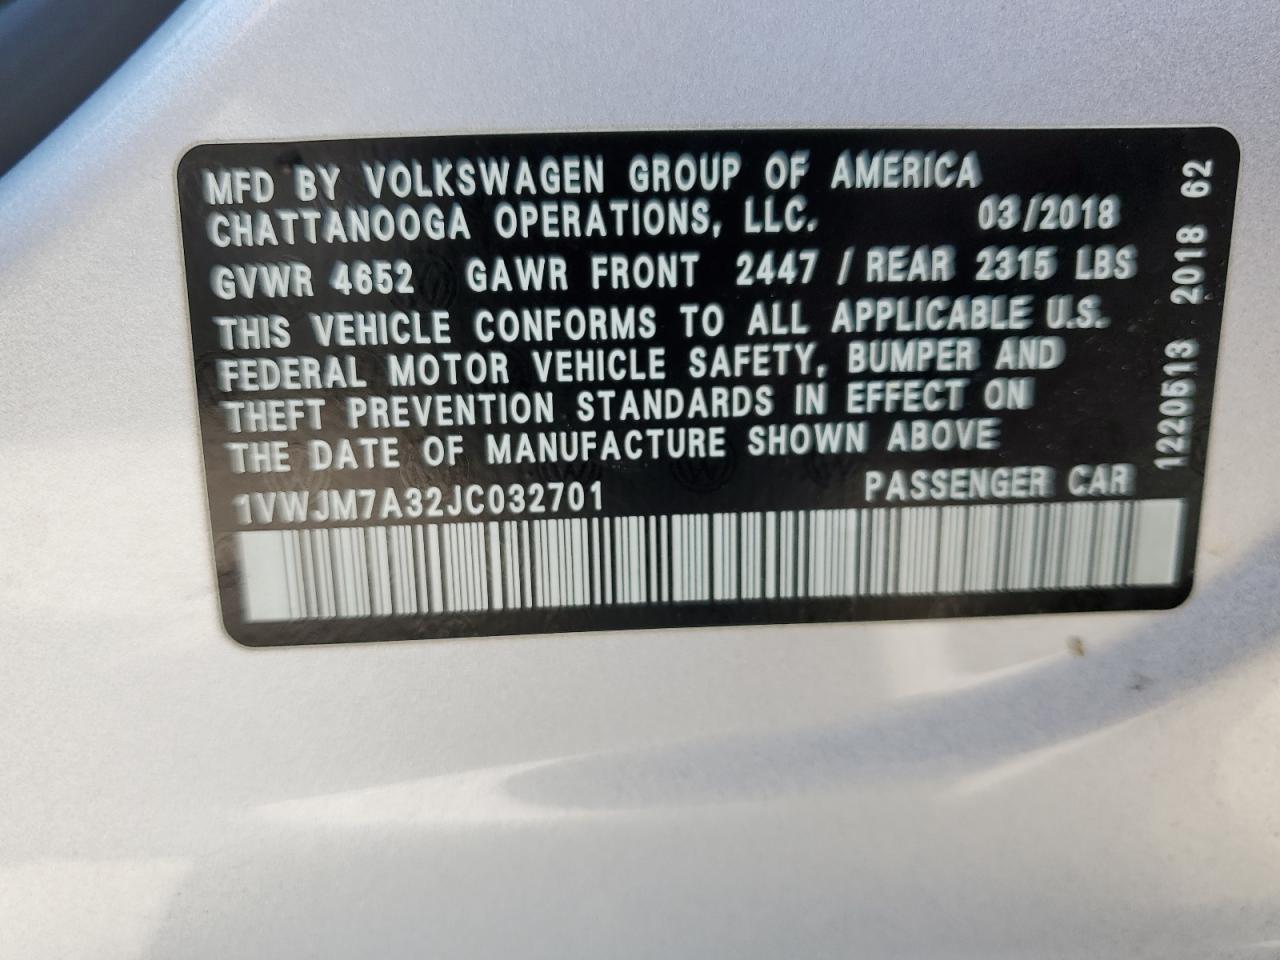 MFD BY VOLKSWAGEN GROUP OF AMERICA
CHATTANOOGA OPERATIONS, LLC. 03/2018
GVWR 4652 GAWR FRONT 2447 / REAR 2315 LBS
THIS VEHICLE CONFORMS TO ALL APPLICABLE U.S.
FEDERAL MOTOR VEHICLE SAFETY, BUMPER AND
THEFT PREVENTION STANDARDS IN EFFECT ON
THE DATE OF MANUFACTURE SHOWN ABOVE
1VWJM7A32JC032701 PASSENGER CAR
1220513 2018 62